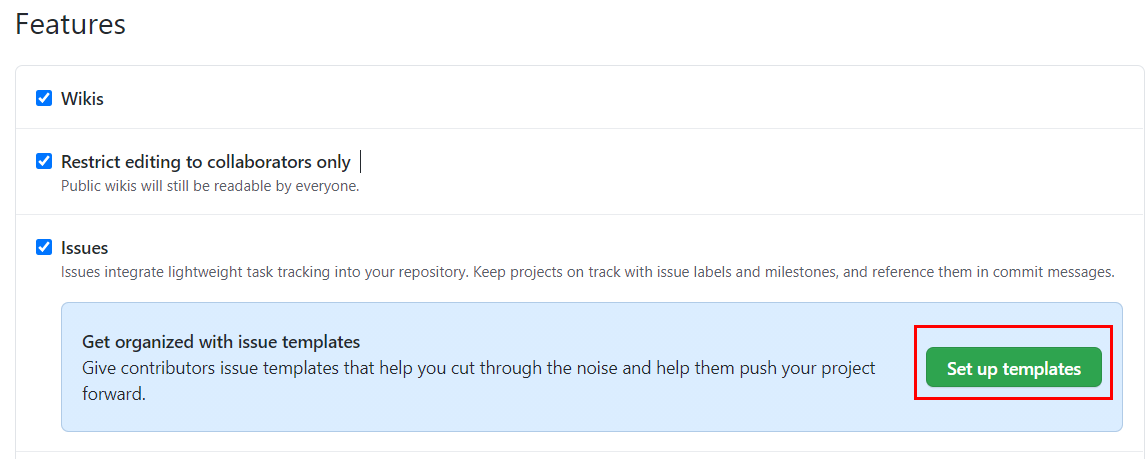 Features
Wikis
Restrict editing to collaborators only
Public wikis will still be readable by everyone.
Issues
Issues integrate lightweight task tracking into your repository. Keep projects on track with issue labels and milestones, and reference them in commit messages.
Get organized with issue templates
Give contributors issue templates that help you cut through the noise and help them push your project
forward.
Set up templates